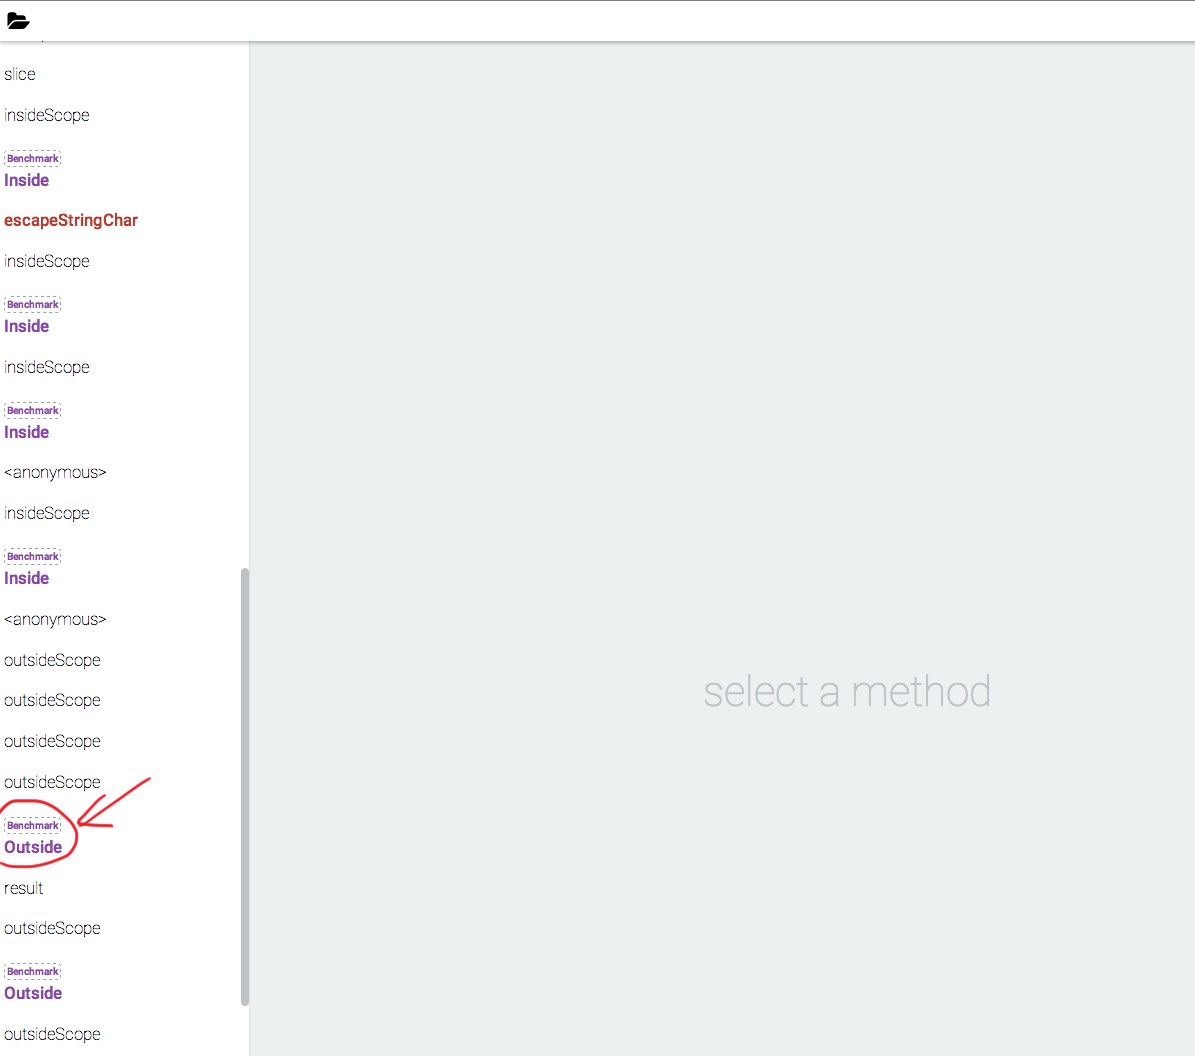 slice
insideScope
Benchmark
Inside
escapeStringChar
insideScope
Benchmark
Inside
insideScope
Benchmark
Inside
<anonymous>
insideScope
Benchmark
Inside
<anonymous>
outsideScope
outsideScope
outsideScope
outsideScope
Benchmark
Outside
result
outsideScope
Benchmark
Outside
outsideScope
select a method